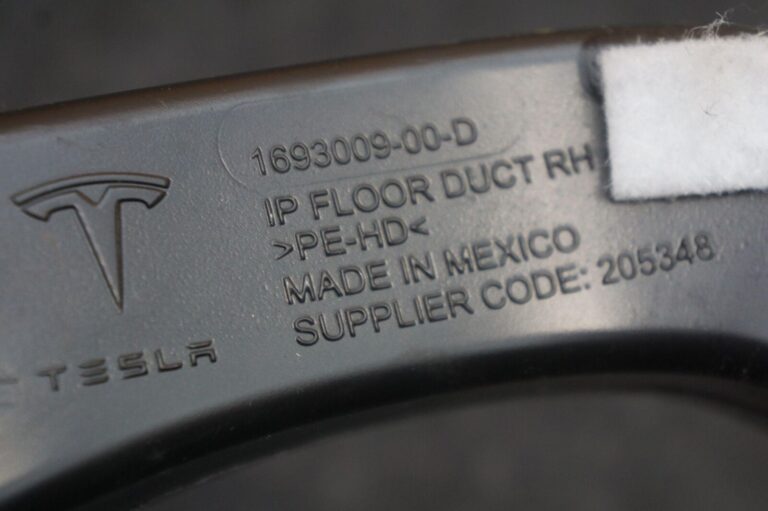 1693009-00-D
IP FLOOR DUCT RH
>PE-HD<
MADE IN MEXICO
SUPPLIER CODE: 205348
TESLA